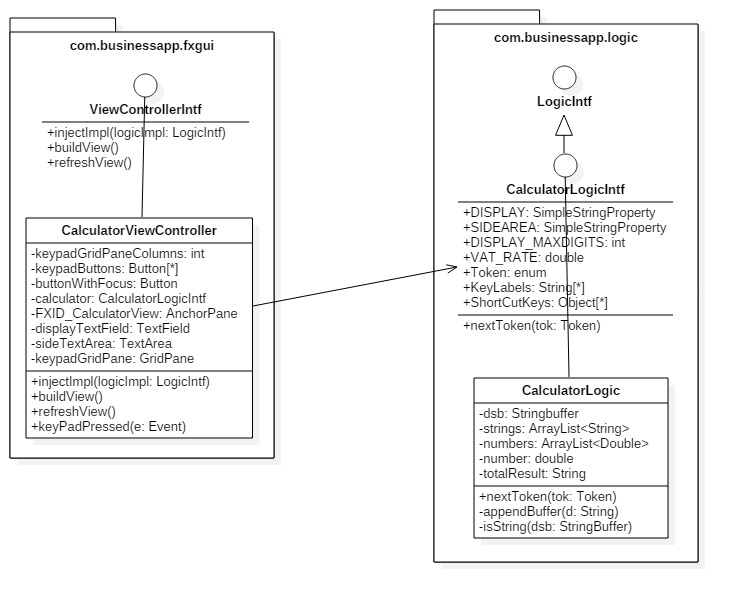 com.businessapp.fxgui
ViewControllerIntf
+injectImpl(logicImpl: LogicIntf)
+buildView()
+refreshView()
CalculatorViewController
-keypadGridPaneColumns: int
-keypadButtons: Button[*]
-buttonWithFocus: Button
-calculator: CalculatorLogicIntf
-FXID_CalculatorView: AnchorPane
-displayTextField: TextField
-sideTextArea: TextArea
-keypadGridPane: GridPane
+injectImpl(logicImpl: LogicIntf)
+buildView()
+refreshView()
+keyPadPressed(e: Event)
com.businessapp.logic
LogicIntf
CalculatorLogicIntf
+DISPLAY: SimpleStringProperty
+SIDEAREA: SimpleStringProperty
+DISPLAY_MAXDIGITS: int
+VAT_RATE: double
+Token: enum
+KeyLabels: String[*]
+ShortCutKeys: Object[*]
+nextToken(tok: Token)
CalculatorLogic
-dsb: Stringbuffer
-strings: ArrayList<String>
-numbers: ArrayList<Double>
-number: double
-totalResult: String
+nextToken(tok: Token)
-appendBuffer(d: String)
-isString(dsb: StringBuffer)